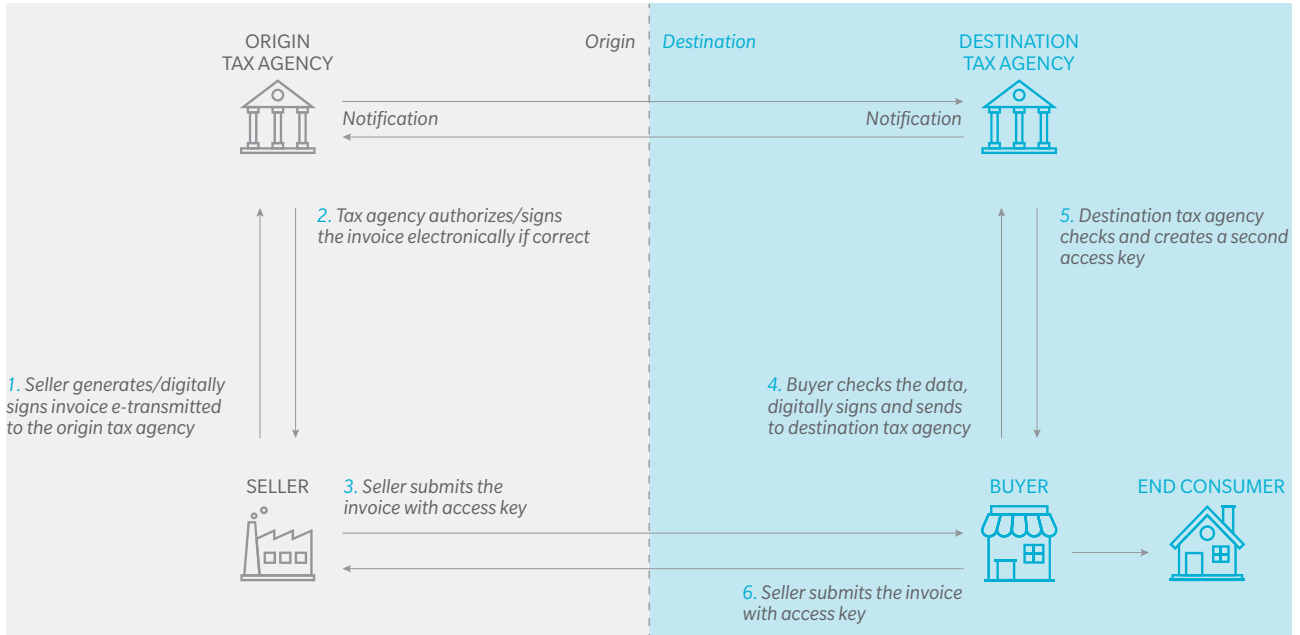 ORIGIN
TAX AGENCY
Origin
Destination
DESTINATION
TAX AGENCY
Notification
Notification
2. Tax agency authorizes/signs
the invoice electronically if correct
5. Destination tax agency
checks and creates a second
access key
1. Seller generates/digitally
signs invoice e-transmitted
to the origin tax agency
4. Buyer checks the data,
digitally signs and sends
to destination tax agency
SELLER
3. Seller submits the
invoice with access key
BUYER
END CONSUMER
6. Seller submits the invoice
with access key